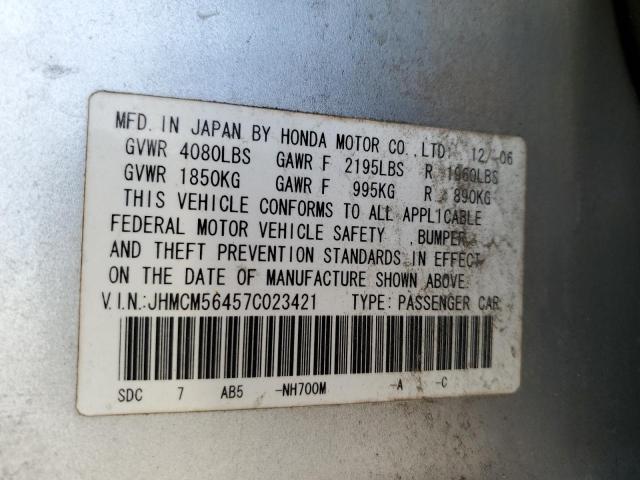 MFD. IN JAPAN BY HONDA MOTOR CO.,LTD. 12/-06
GVWR 4080LBS GAWR F 2195LBS R 1960LBS
GVWR 1850KG GAWR F 995KG R 890KG
THIS VEHICLE CONFORMS TO ALL APPLICABLE
FEDERAL MOTOR VEHICLE SAFETY ,BUMPER,
AND THEFT PREVENTION STANDARDS IN EFFECT
ON THE DATE OF MANUFACTURE SHOWN ABOVE.
V.I.N.:JHMCM56457C023421 TYPE: PASSENGER CAR
SDC 7 AB5 -NH700M -A -C